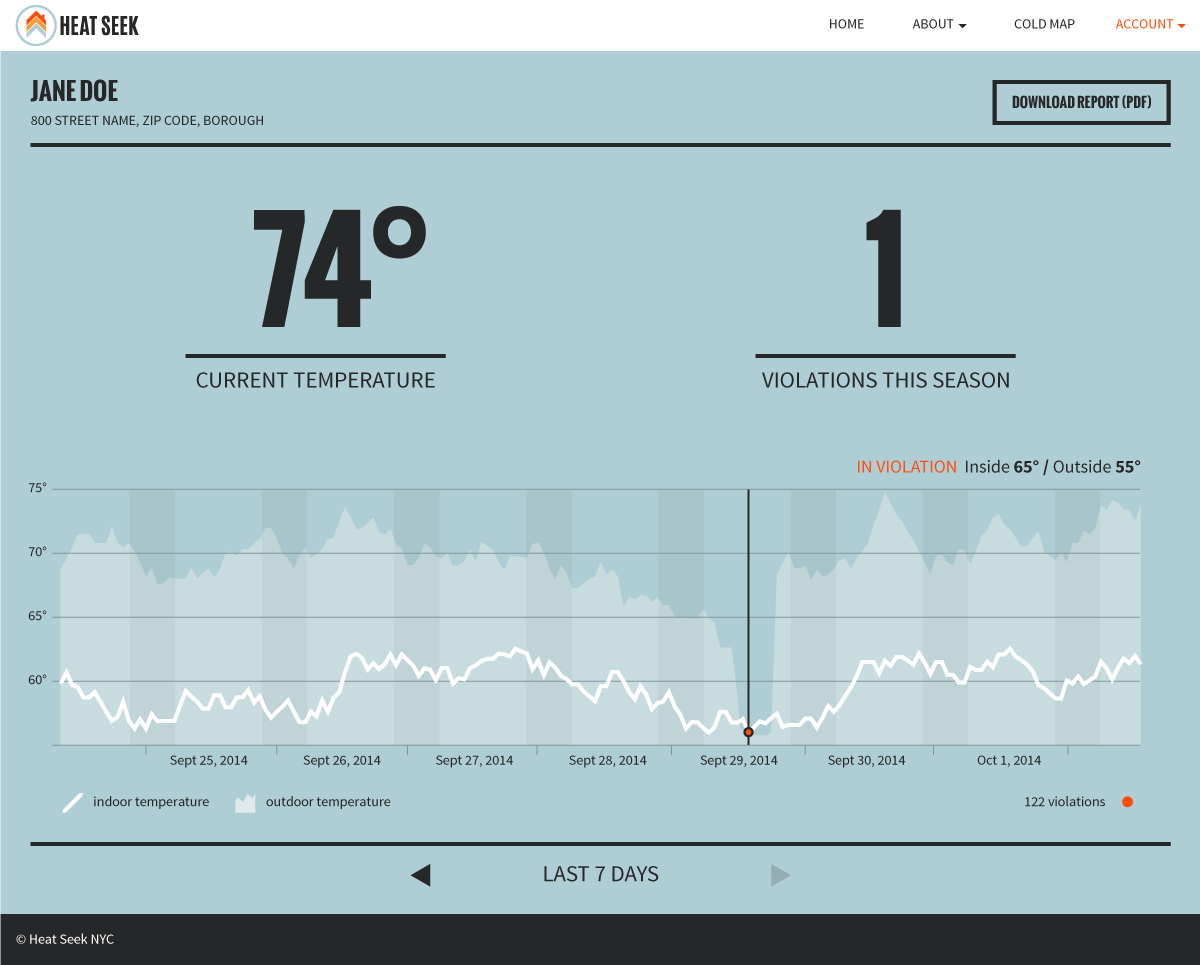 HEAT SEEK
HOME ABOUT COLD MAP ACCOUNT
JANE DOE
800 STREET NAME, ZIP CODE, BOROUGH
DOWNLOAD REPORT (PDF)
74° 1
CURRENT TEMPERATURE VIOLATIONS THIS SEASON
IN VIOLATION Inside 65° / Outside 55°
75°
70°
65°
60°
Sept 25, 2014 Sept 26, 2014 Sept 27, 2014 Sept 28, 2014 Sept 29, 2014 Sept 30, 2014 Oct 1, 2014
indoor temperature outdoor temperature 122 violations
LAST 7 DAYS
© Heat Seek NYC